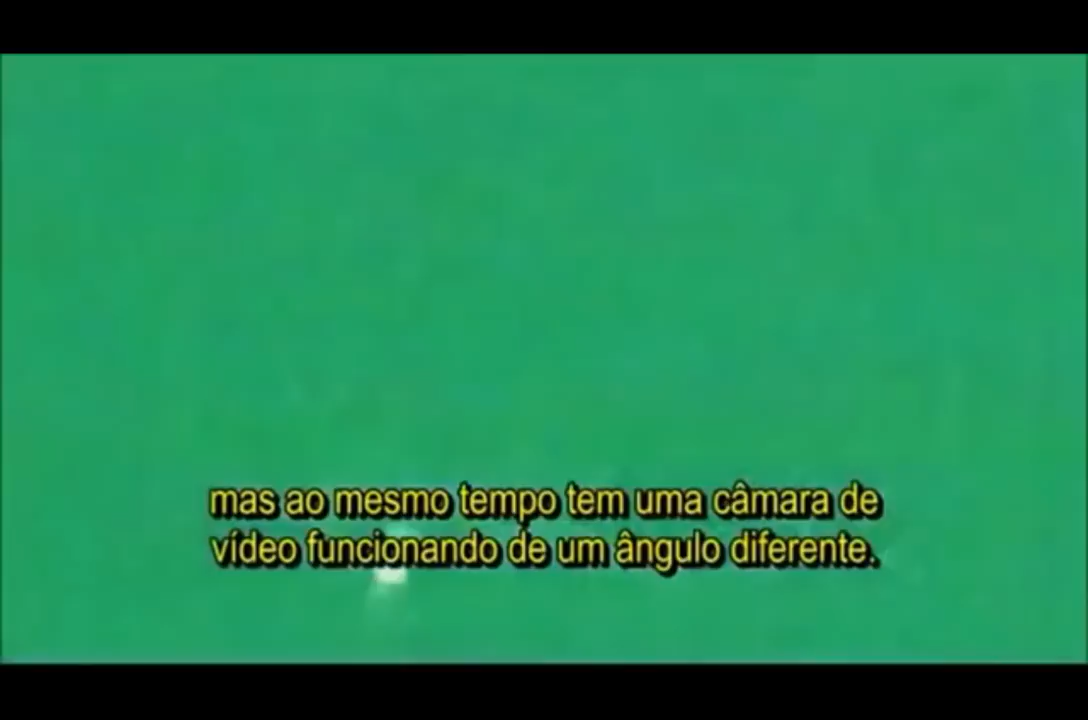 mas ao mesmo tempo tem uma câmara de
vídeo funcionando de um ângulo diferente.